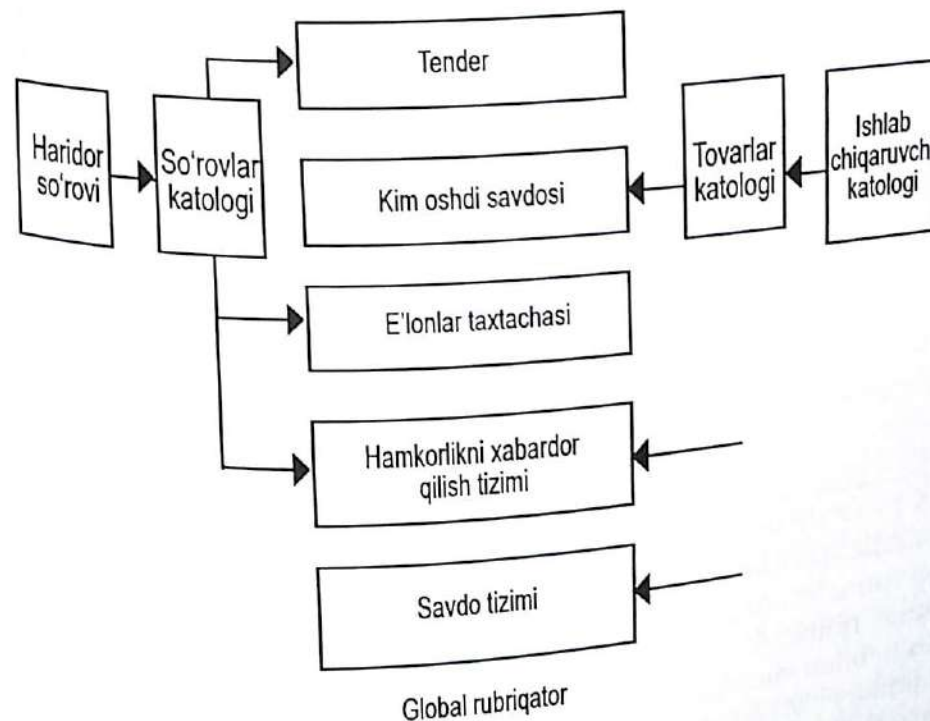 Tender
Haridor
so‘rovi
So‘rovlar
katologi
Kim oshdi savdosi
Tovarlar
katologi
Ishlab
chiqaruvch
katologi
E’lonlar taxtachasi
Hamkorlikni xabardor
qilish tizimi
Savdo tizimi
Global rubriqator